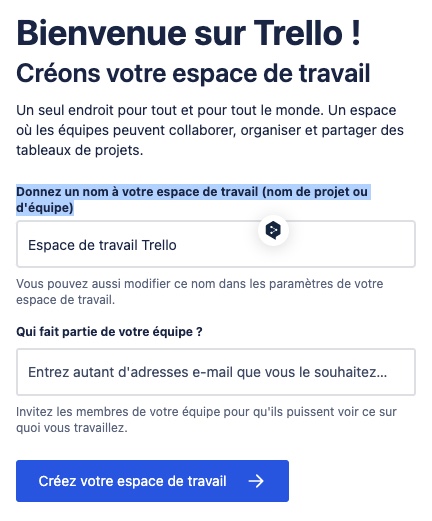 Bienvenue sur Trello !
Créons votre espace de travail
Un seul endroit pour tout et pour tout le monde. Un espace
où les équipes peuvent collaborer, organiser et partager des
tableaux de projets.
Donnez un nom à votre espace de travail (nom de projet ou
d'équipe)
Espace de travail Trello
Vous pouvez aussi modifier ce nom dans les paramètres de votre
espace de travail.
Qui fait partie de votre équipe ?
Entrez autant d'adresses e-mail que vous le souhaitez...
Invitez les membres de votre équipe pour qu'ils puissent voir ce sur
quoi vous travaillez.
Créez votre espace de travail